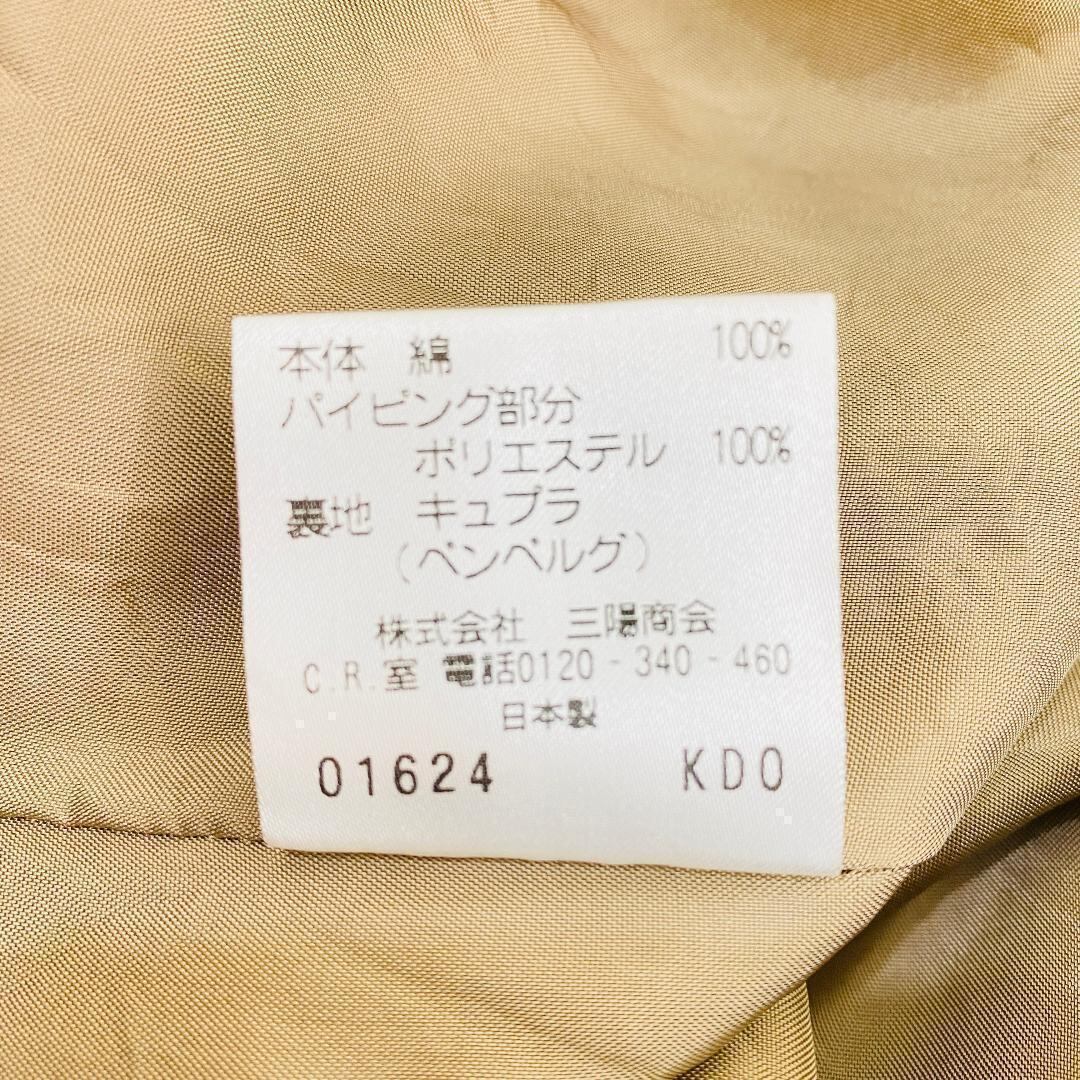 本体 綿 100%
パイピング部分
ポリエステル 100%
裏地 キュプラ
(ベンベルグ)
株式会社 三陽商会
C.R.室 電話0120-340-460
日本製
01624 KDO